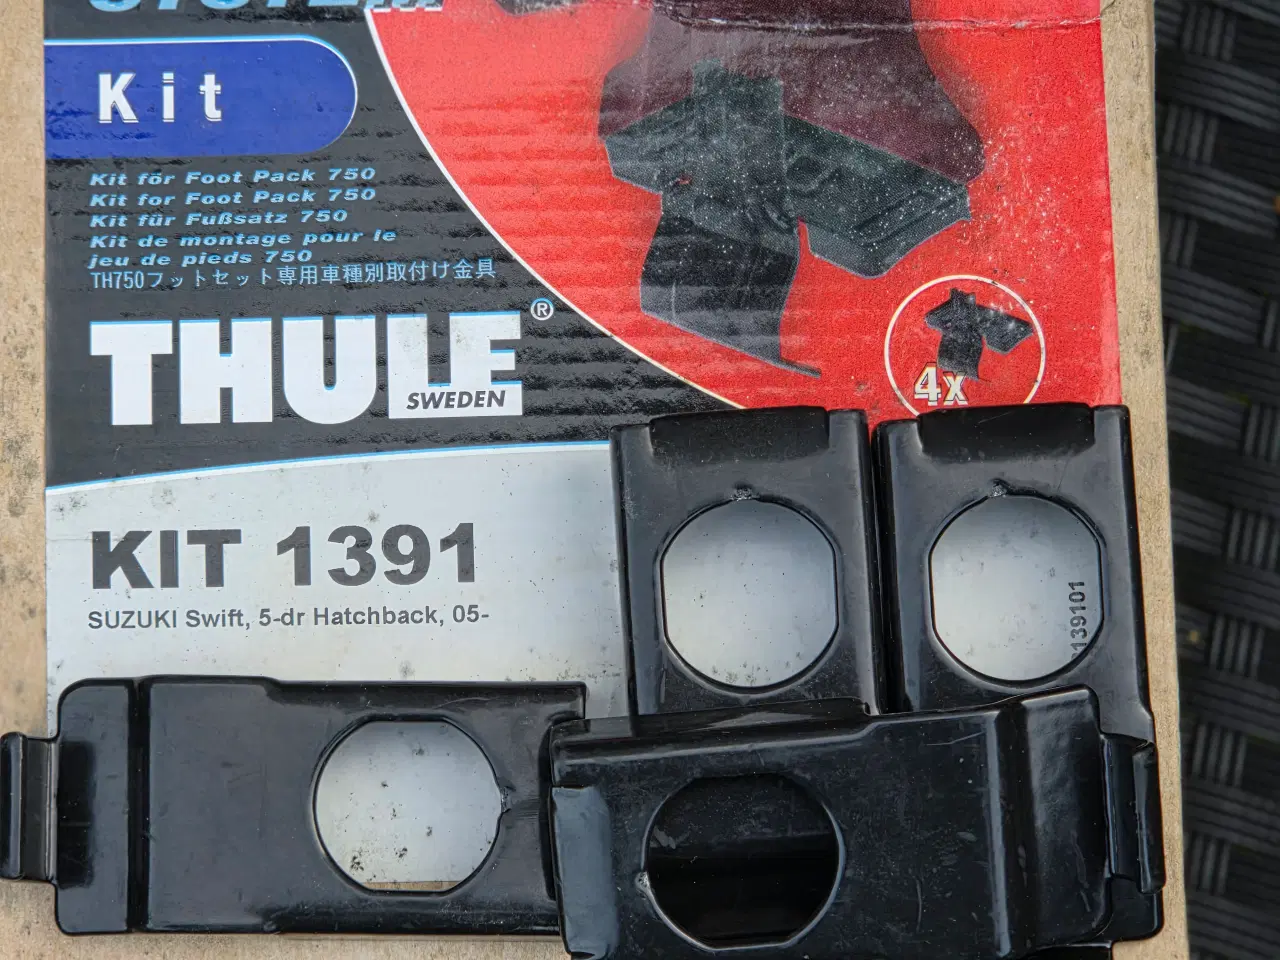 SYSTEM
Kit
Kit för Foot Pack 750
Kit for Foot Pack 750
Kit für Fußsatz 750
Kit de montage pour le
jeu de pieds 750
TH750フットセット専用車種別取付け金具
THULE®
SWEDEN
4x
KIT 1391
SUZUKI Swift, 5-dr Hatchback, 05-
139101